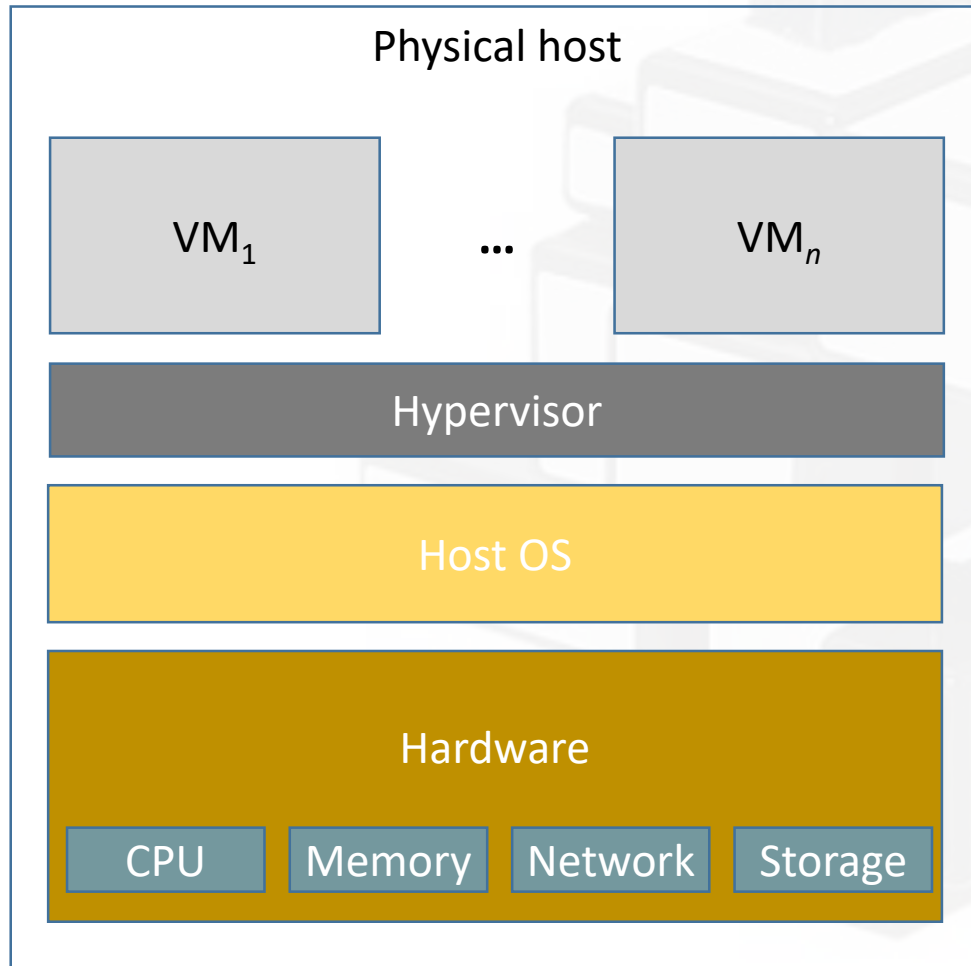 Physical host
VM₁ ... VMₙ
Hypervisor
Host OS
Hardware
CPU Memory Network Storage